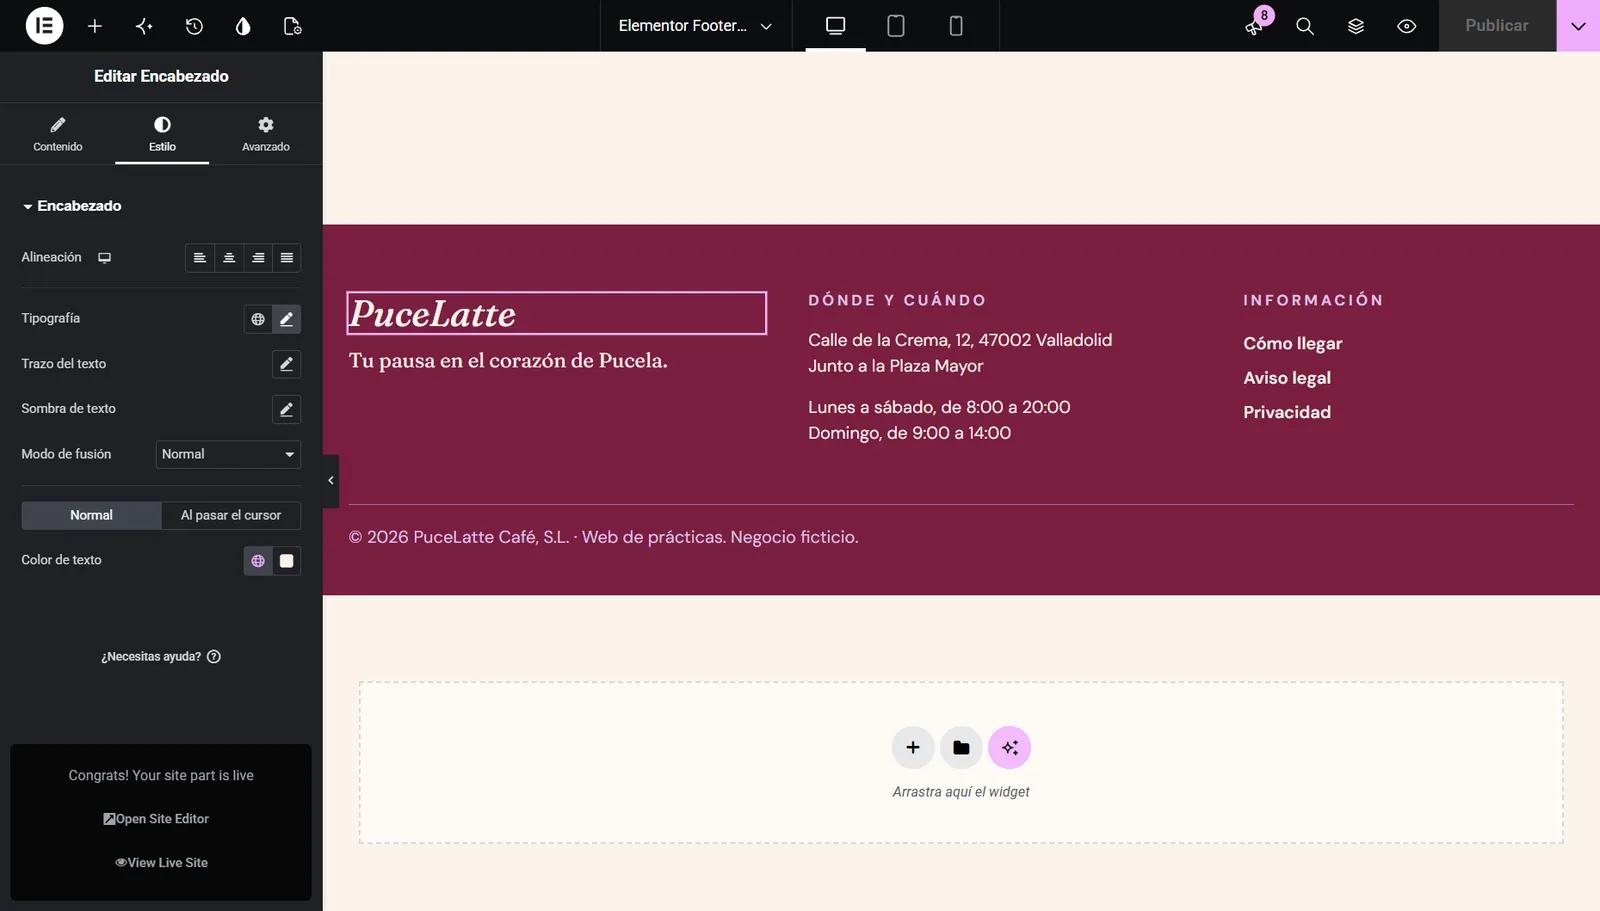 Elementor Footer...
8
Publicar
Editar Encabezado
Contenido
Estilo
Avanzado
Encabezado
Alineación
Tipografía
Trazo del texto
Sombra de texto
Modo de fusión
Normal
Normal
Al pasar el cursor
Color de texto
¿Necesitas ayuda?
Congrats! Your site part is live
Open Site Editor
View Live Site
PuceLatte
Tu pausa en el corazón de Pucela.
DÓNDE Y CUÁNDO
Calle de la Crema, 12, 47002 Valladolid
Junto a la Plaza Mayor
Lunes a sábado, de 8:00 a 20:00
Domingo, de 9:00 a 14:00
INFORMACIÓN
Cómo llegar
Aviso legal
Privacidad
© 2026 PuceLatte Café, S.L. · Web de prácticas. Negocio ficticio.
Arrastra aquí el widget